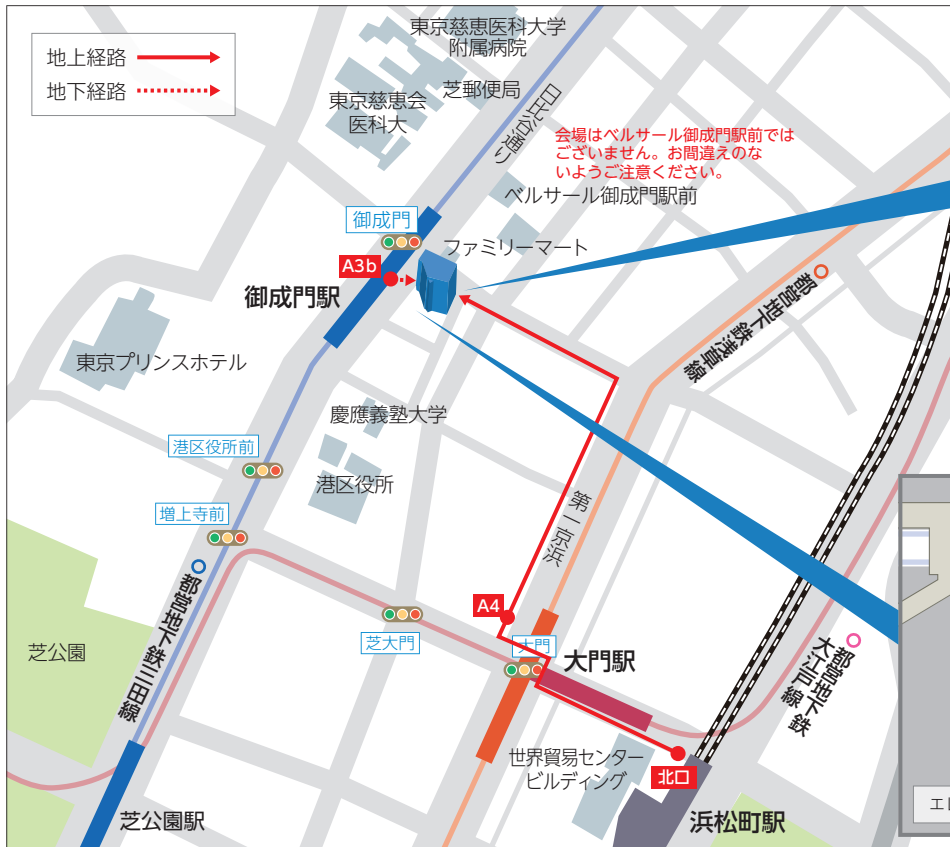 地上経路
地下経路
東京慈恵医科大学
附属病院
芝郵便局
東京慈恵会
医科大
日比谷通り
会場はベルサール御成門駅前では
ございません。お間違えのな
いようご注意ください。
ベルサール御成門駅前
御成門
ファミリーマート
A3b
御成門駅
都営地下鉄浅草線
東京プリンスホテル
慶應義塾大学
港区役所前
港区役所
増上寺前
第一京浜
都営地下鉄三田線
A4
芝大門
大門
大門駅
芝公園
都営地下鉄
大江戸線
世界貿易センター
ビルディング
北口
芝公園駅
浜松町駅